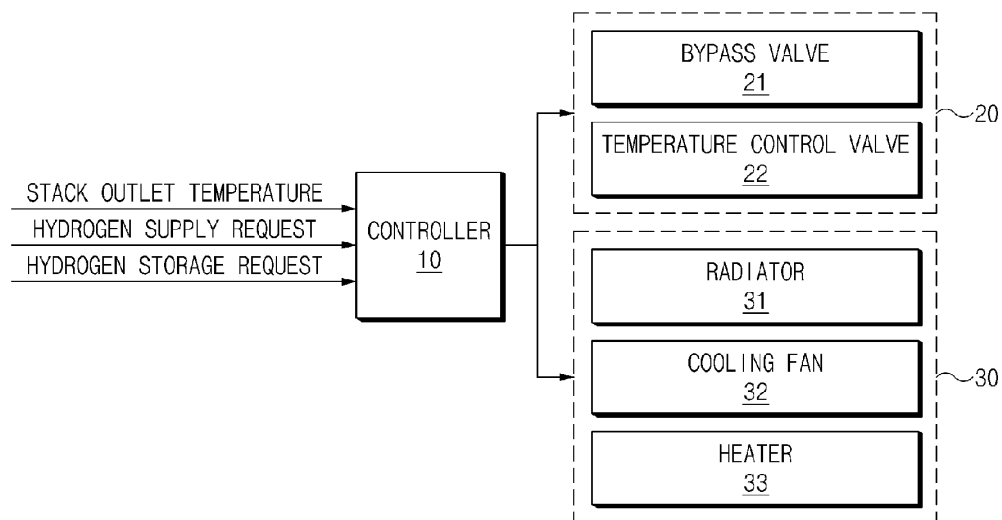 STACK OUTLET TEMPERATURE
HYDROGEN SUPPLY REQUEST
HYDROGEN STORAGE REQUEST
CONTROLLER
10
BYPASS VALVE
21
TEMPERATURE CONTROL VALVE
22
20
RADIATOR
31
COOLING FAN
32
HEATER
33
30